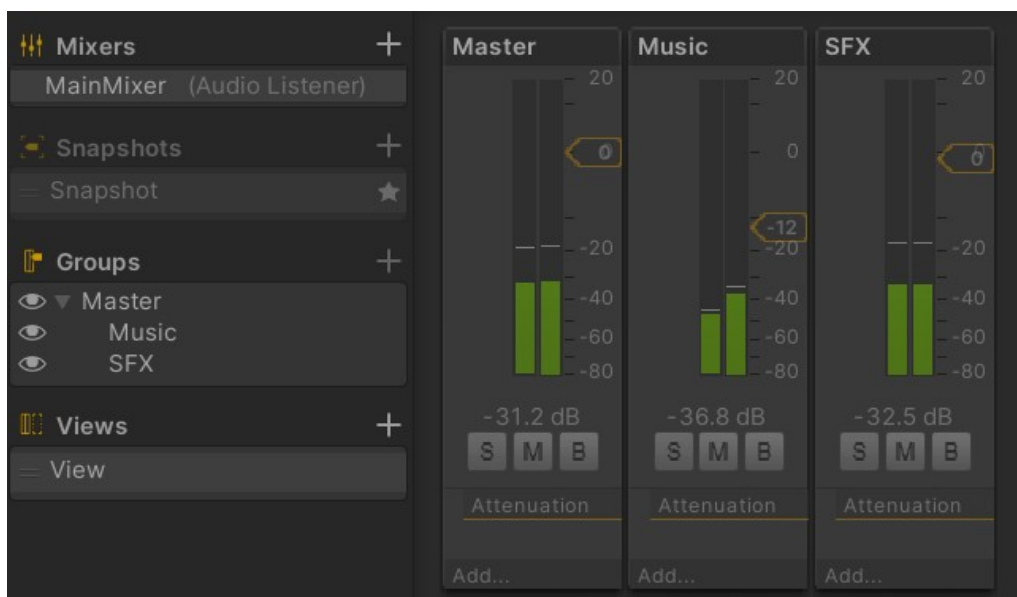 Mixers
MainMixer (Audio Listener)
Snapshots
Snapshot
Groups
Master
Music
SFX
Views
View
Master
20
0
-20
-40
-60
-80
-31.2 dB
S M B
Attenuation
Add...
Music
20
0
-12
-20
-40
-60
-80
-36.8 dB
S M B
Attenuation
Add...
SFX
20
0
0
-20
-40
-60
-80
-32.5 dB
S M B
Attenuation
Add...